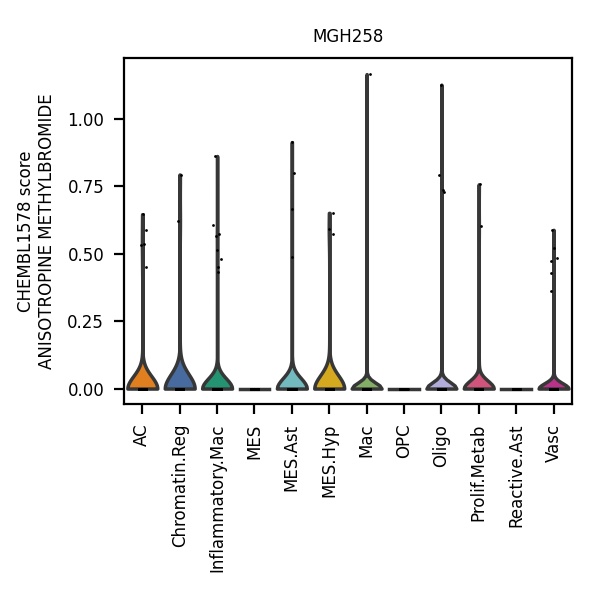 MGH258
CHEMBL1578 score
ANISOTROPINE METHYLBROMIDE
1.00
0.75
0.50
0.25
0.00
AC
Chromatin.Reg
Inflammatory.Mac
MES
MES.Ast
MES.Hyp
Mac
OPC
Oligo
Prolif.Metab
Reactive.Ast
Vasc